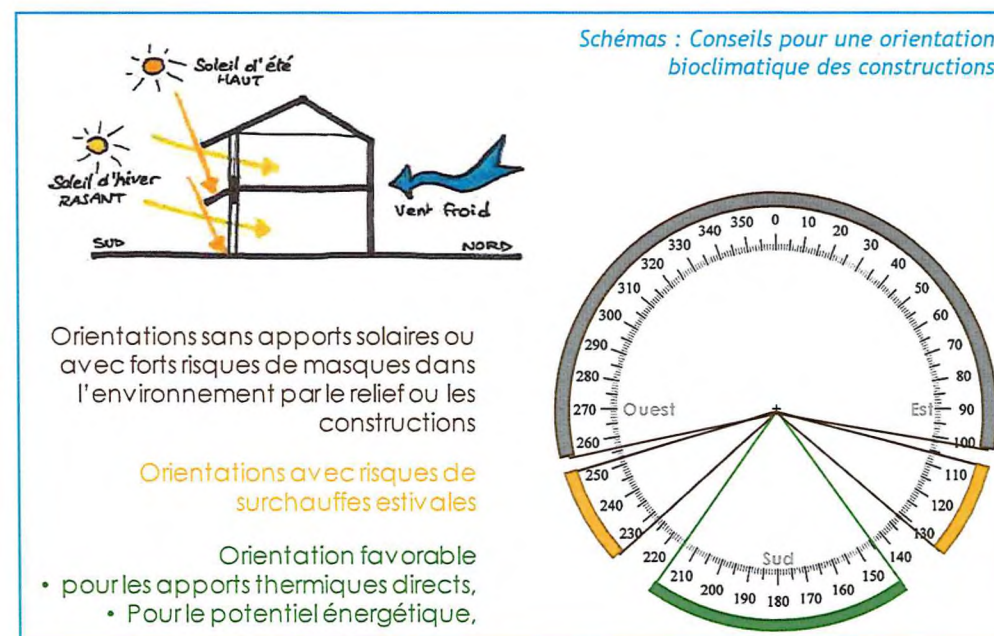 Schémas : Conseils pour une orientation
bioclimatique des constructions
Soleil d'été
HAUT
Soleil d'hiver
RASANT
Vent froid
SUD
NORD
Orientations sans apports solaires ou
avec forts risques de masques dans
l'environnement par le relief ou les
constructions
Orientations avec risques de
surchauffes estivales
Orientation favorable
• pour les apports thermiques directs,
• Pour le potentiel énergétique,
0
10
20
30
40
50
60
70
80
90
100
110
120
130
140
150
160
170
180
190
200
210
220
230
240
250
260
270
280
290
300
310
320
330
340
350
Ouest
Est
Sud